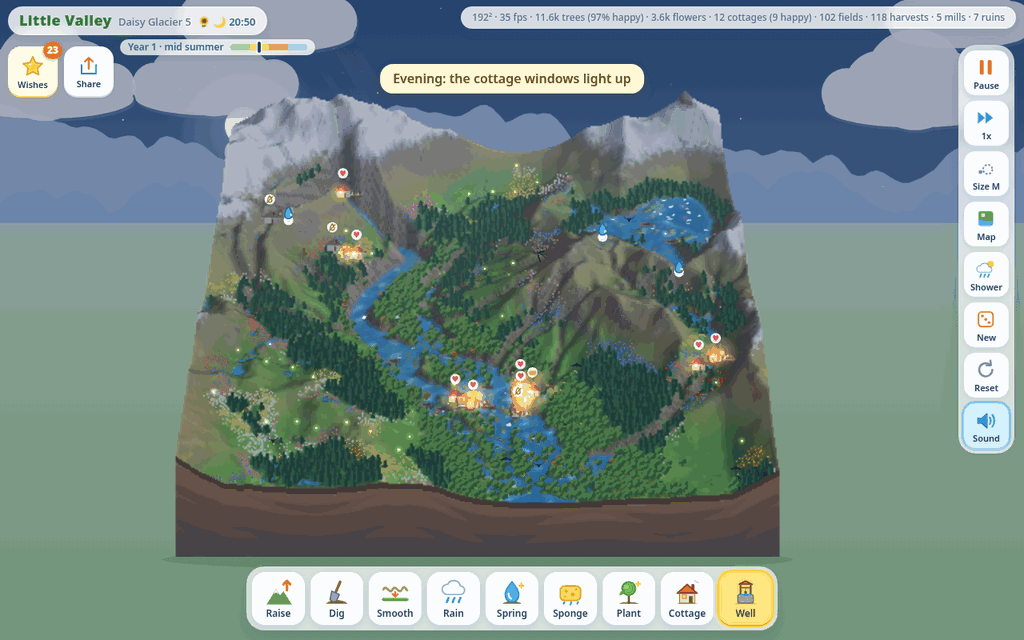 Little Valley Daisy Glacier 5 🌻 🌙 20:50
192² · 35 fps · 11.6k trees (97% happy) · 3.6k flowers · 12 cottages (9 happy) · 102 fields · 118 harvests · 5 mills · 7 ruins
Year 1 · mid summer
23
Wishes
Share
Evening: the cottage windows light up
Pause
1x
Size M
Map
Shower
New
Reset
Sound
Raise
Dig
Smooth
Rain
Spring
Sponge
Plant
Cottage
Well